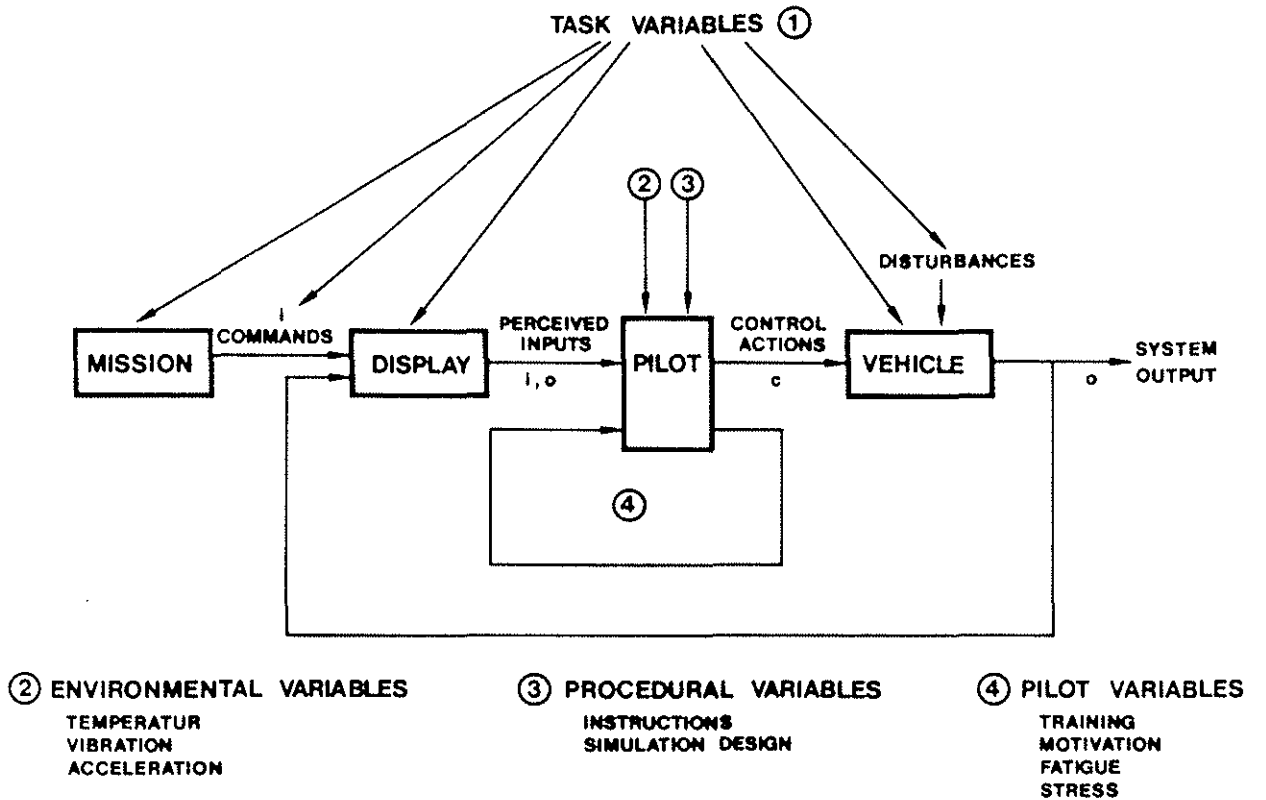 TASK VARIABLES 1
2 3
DISTURBANCES
i
COMMANDS
PERCEIVED
INPUTS
CONTROL
ACTIONS
MISSION
DISPLAY
PILOT
VEHICLE
SYSTEM
OUTPUT
i, o
c
o
4
2 ENVIRONMENTAL VARIABLES
TEMPERATUR
VIBRATION
ACCELERATION
3 PROCEDURAL VARIABLES
INSTRUCTIONS
SIMULATION DESIGN
4 PILOT VARIABLES
TRAINING
MOTIVATION
FATIGUE
STRESS